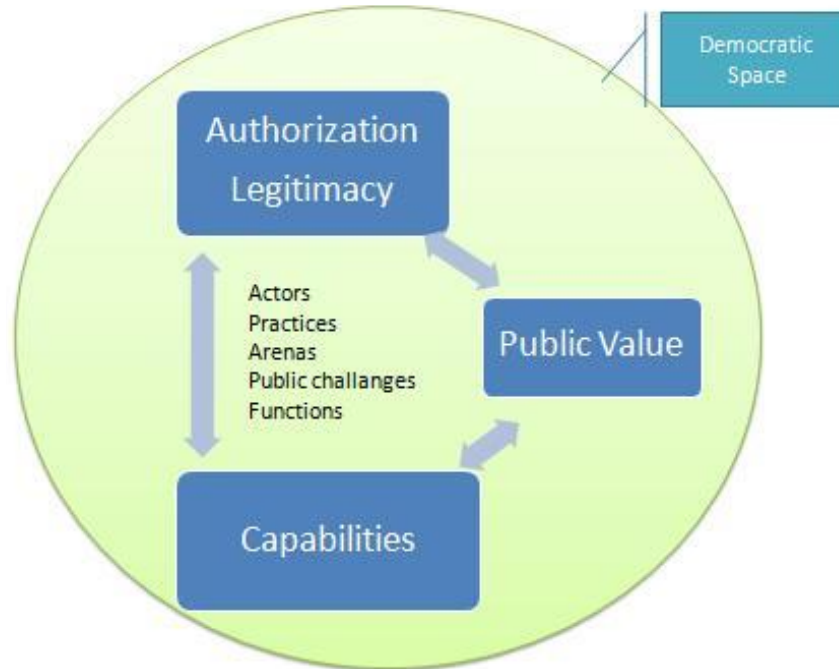 Democratic
Space
Authorization
Legitimacy
Actors
Practices
Arenas
Public challanges
Functions
Public Value
Capabilities